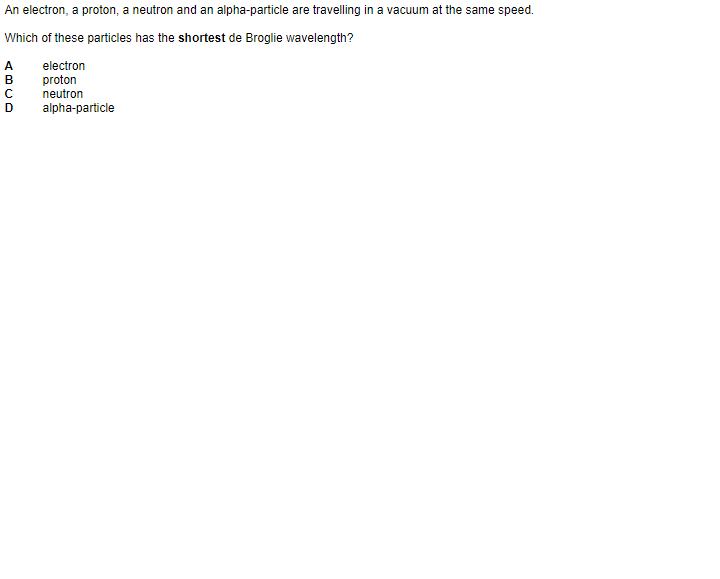 An electron, a proton, a neutron and an alpha-particle are travelling in a vacuum at the same speed.
Which of these particles has the shortest de Broglie wavelength?
A electron
B proton
C neutron
D alpha-particle